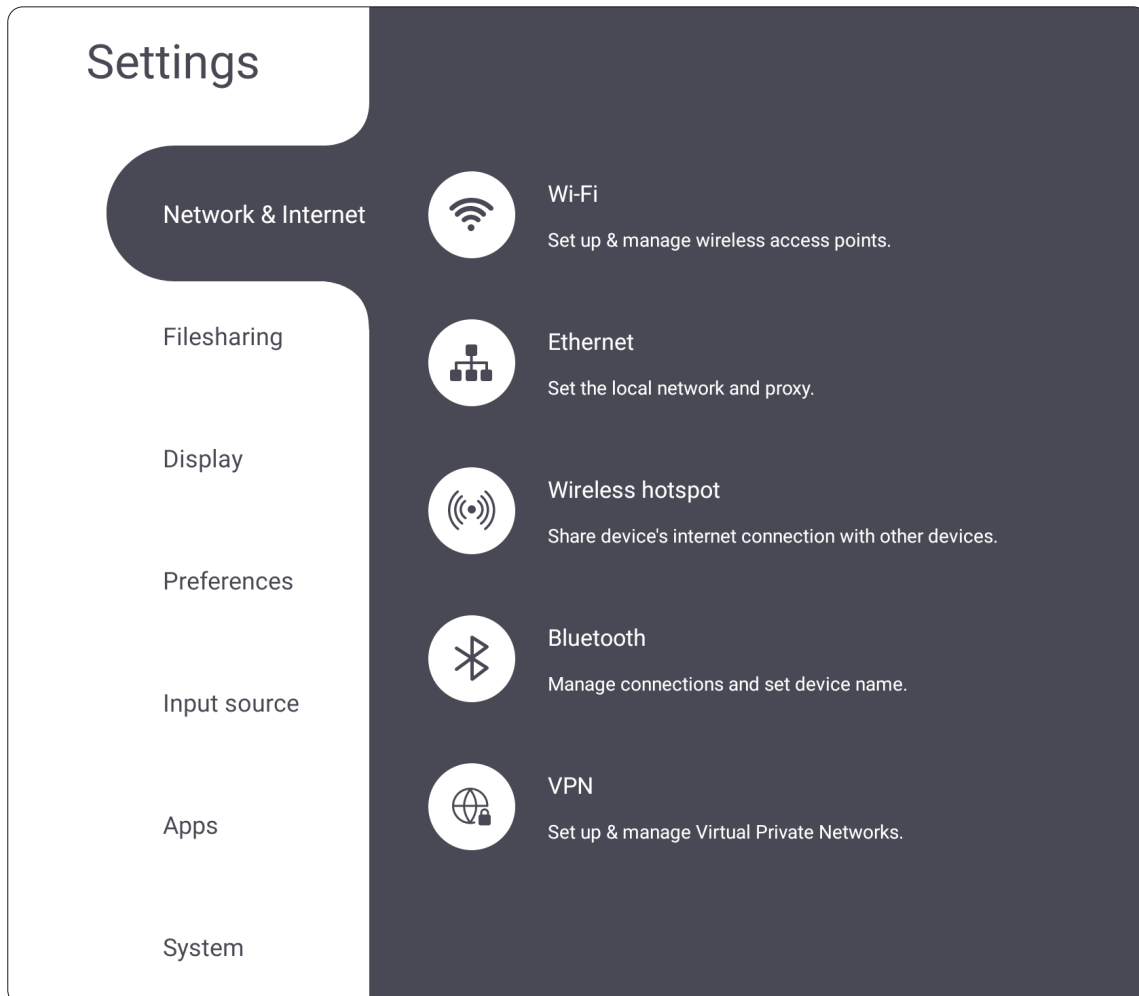 Settings
Network & Internet
Filesharing
Display
Preferences
Input source
Apps
System
Wi-Fi
Set up & manage wireless access points.
Ethernet
Set the local network and proxy.
Wireless hotspot
Share device's internet connection with other devices.
Bluetooth
Manage connections and set device name.
VPN
Set up & manage Virtual Private Networks.